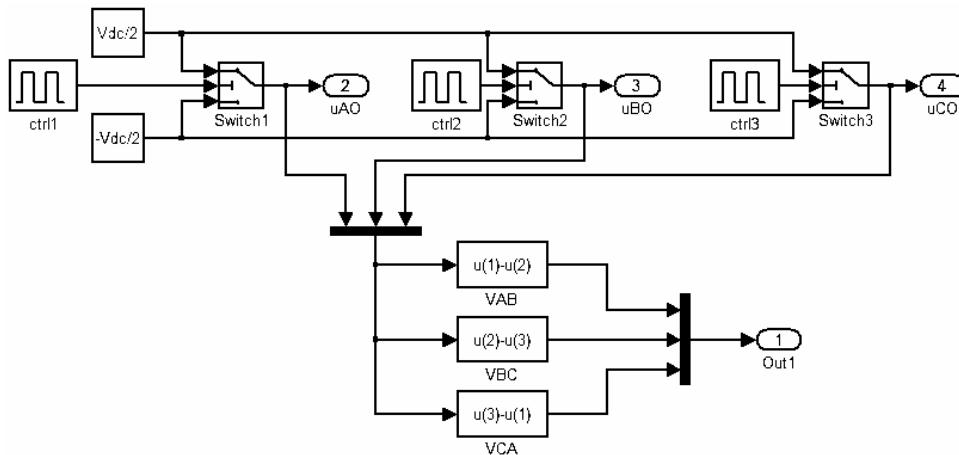 Vdc/2
ctrl1
-Vdc/2
Switch1
2
uAO
ctrl2
Switch2
3
uBO
ctrl3
Switch3
4
uCO
u(1)-u(2)
VAB
u(2)-u(3)
VBC
u(3)-u(1)
VCA
1
Out1